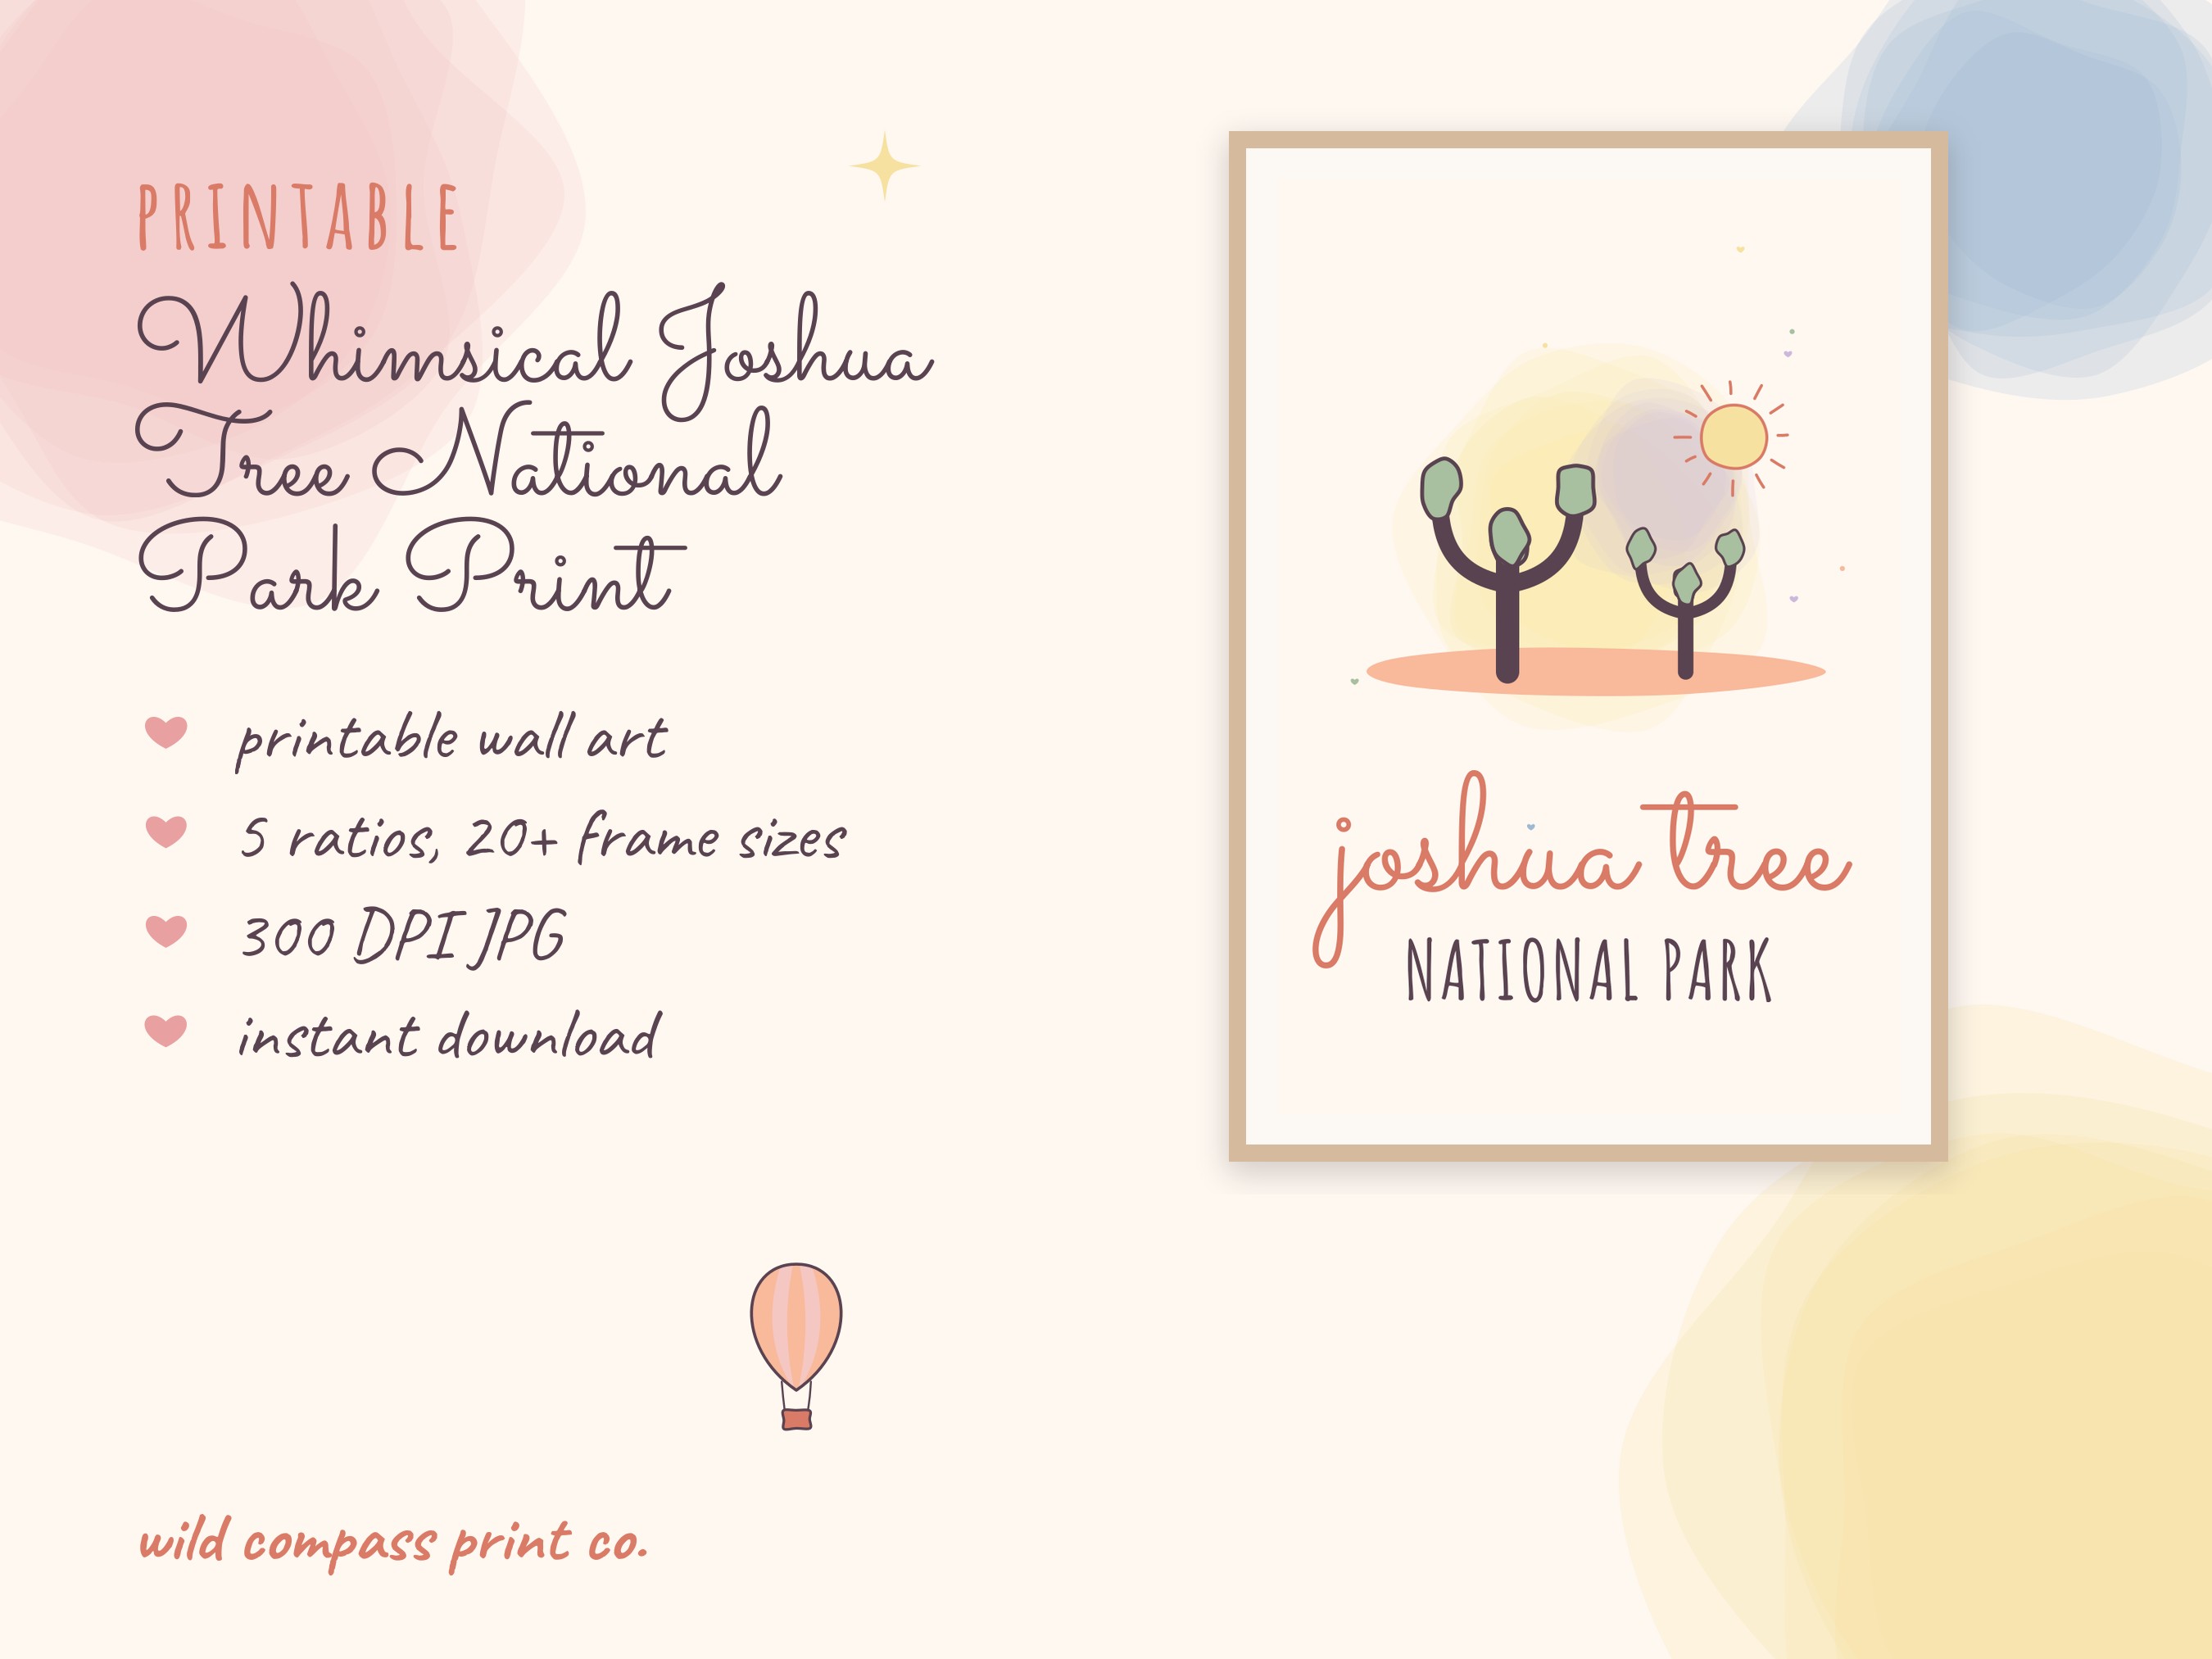 PRINTABLE
Whimsical Joshua
Tree National
Park Print
printable wall art
5 ratios, 20+ frame sizes
300 DPI JPG
instant download
wild compass print co.
joshua tree
NATIONAL PARK